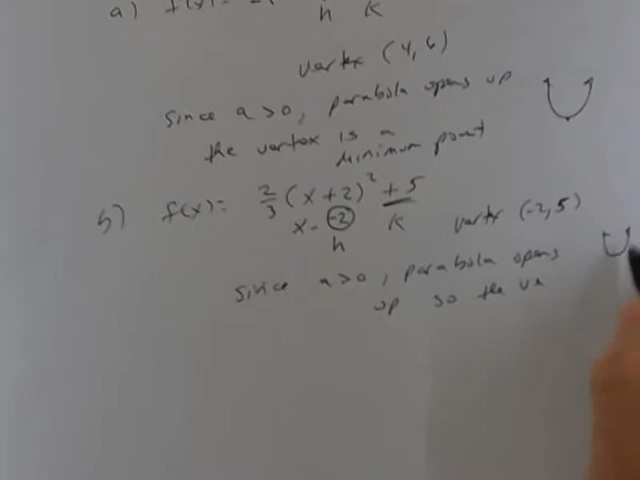 a) f(x) =
h k
vertex (4, 6)
Since a > 0, parabola opens up
the vertex is a
minimum point
b) f(x) = 2/3 (x + 2)² + 5
x - -2
h k vertex (-2, 5)
Since a > 0, parabola opens
up so the ve